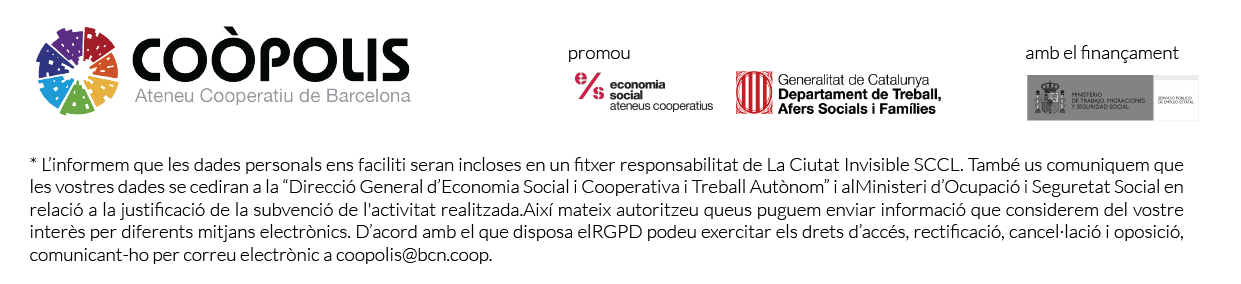 COÒPOLIS
Ateneu Cooperatiu de Barcelona
promou
e/s economia
social
ateneus cooperatius
Generalitat de Catalunya
Departament de Treball,
Afers Socials i Famílies
amb el finançament
MINISTERIO
DE TRABAJO, MIGRACIONES
Y SEGURIDAD SOCIAL
SERVICIO PÚBLICO
DE EMPLEO ESTATAL
* L’informem que les dades personals ens faciliti seran incloses en un fitxer responsabilitat de La Ciutat Invisible SCCL. També us comuniquem que
les vostres dades se cediran a la “Direcció General d’Economia Social i Cooperativa i Treball Autònom” i alMinisteri d’Ocupació i Seguretat Social en
relació a la justificació de la subvenció de l'activitat realitzada.Així mateix autoritzeu queus puguem enviar informació que considerem del vostre
interès per diferents mitjans electrònics. D’acord amb el que disposa elRGPD podeu exercitar els drets d’accés, rectificació, cancel·lació i oposició,
comunicant-ho per correu electrònic a coopolis@bcn.coop.